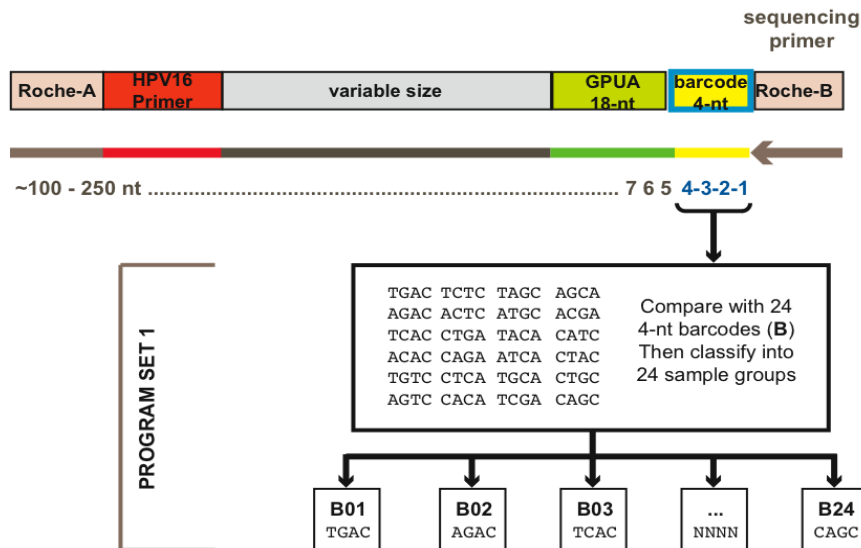 sequencing
primer
Roche-A
HPV16
Primer
variable size
GPUA
18-nt
barcode
4-nt
Roche-B
~100 - 250 nt ........................................................................ 7 6 5 4-3-2-1
PROGRAM SET 1
TGAC TCTC TAGC AGCA
AGAC ACTC ATGC ACGA
TCAC CTGA TACA CATC
ACAC CAGA ATCA CTAC
TGTC CTCA TGCA CTGC
AGTC CACA TCGA CAGC
Compare with 24
4-nt barcodes (B)
Then classify into
24 sample groups
B01
TGAC
B02
AGAC
B03
TCAC
...
NNNN
B24
CAGC